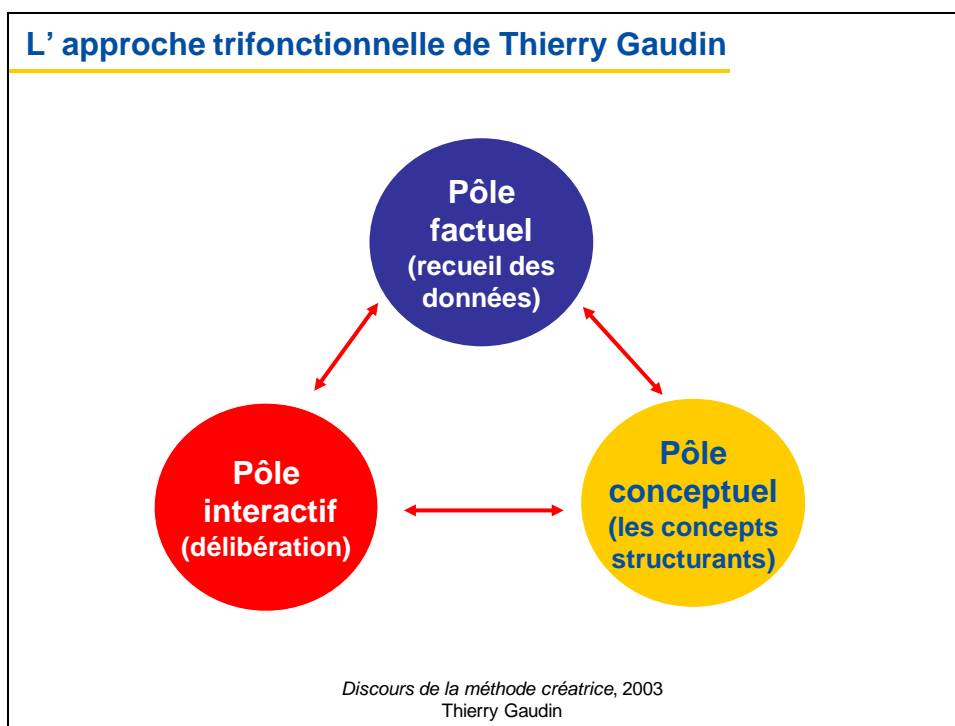 L' approche trifonctionnelle de Thierry Gaudin
Pôle
factuel
(recueil des
données)
Pôle
interactif
(délibération)
Pôle
conceptuel
(les concepts
structurants)
Discours de la méthode créatrice, 2003
Thierry Gaudin